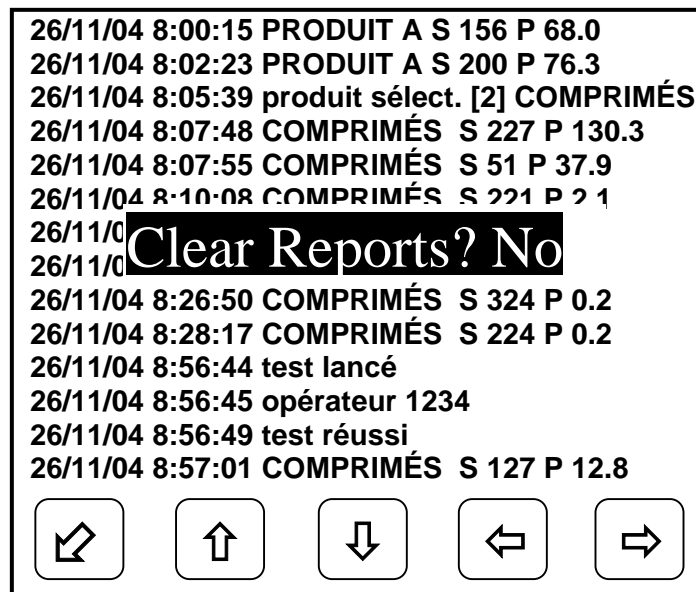 26/11/04 8:00:15 PRODUIT A S 156 P 68.0
26/11/04 8:02:23 PRODUIT A S 200 P 76.3
26/11/04 8:05:39 produit sélect. [2] COMPRIMÉS
26/11/04 8:07:48 COMPRIMÉS S 227 P 130.3
26/11/04 8:07:55 COMPRIMÉS S 51 P 37.9
26/11/04 8:10:08 COMPRIMÉS S 221 P 2.1
26/11/0
Clear Reports? No
26/11/0
26/11/04 8:26:50 COMPRIMÉS S 324 P 0.2
26/11/04 8:28:17 COMPRIMÉS S 224 P 0.2
26/11/04 8:56:44 test lancé
26/11/04 8:56:45 opérateur 1234
26/11/04 8:56:49 test réussi
26/11/04 8:57:01 COMPRIMÉS S 127 P 12.8